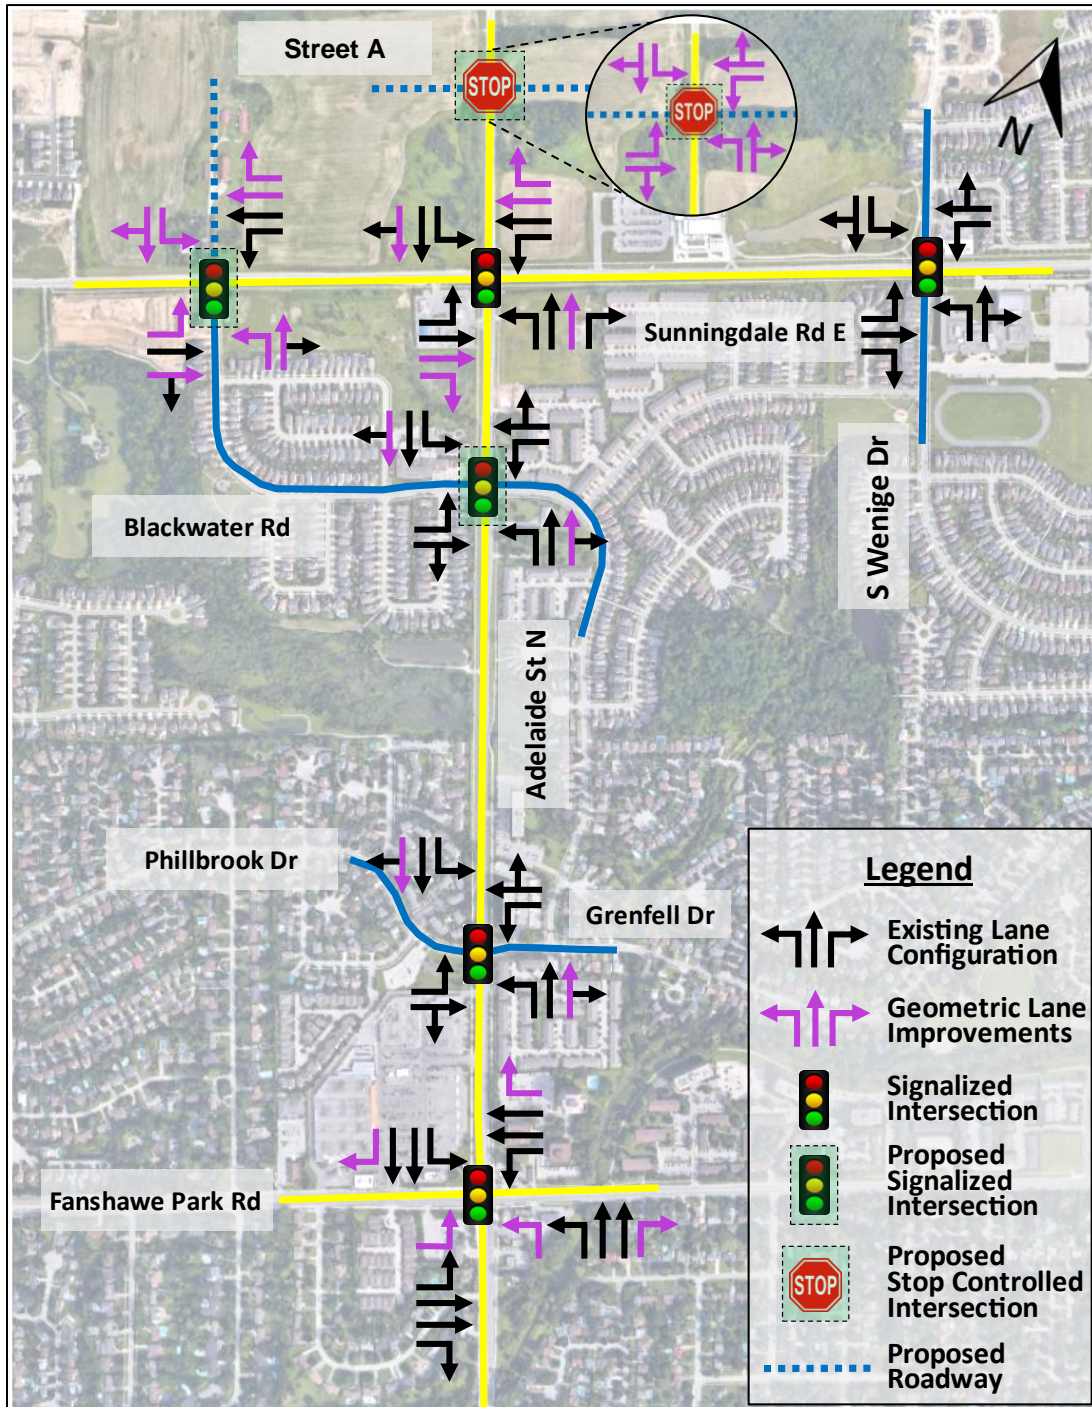 Street A
STOP
STOP
N
Sunningdale Rd E
S Wenige Dr
Blackwater Rd
Adelaide St N
Phillbrook Dr
Grenfell Dr
Fanshawe Park Rd
Legend
Existing Lane
Configuration
Geometric Lane
Improvements
Signalized
Intersection
Proposed
Signalized
Intersection
STOP
Proposed
Stop Controlled
Intersection
Proposed
Roadway